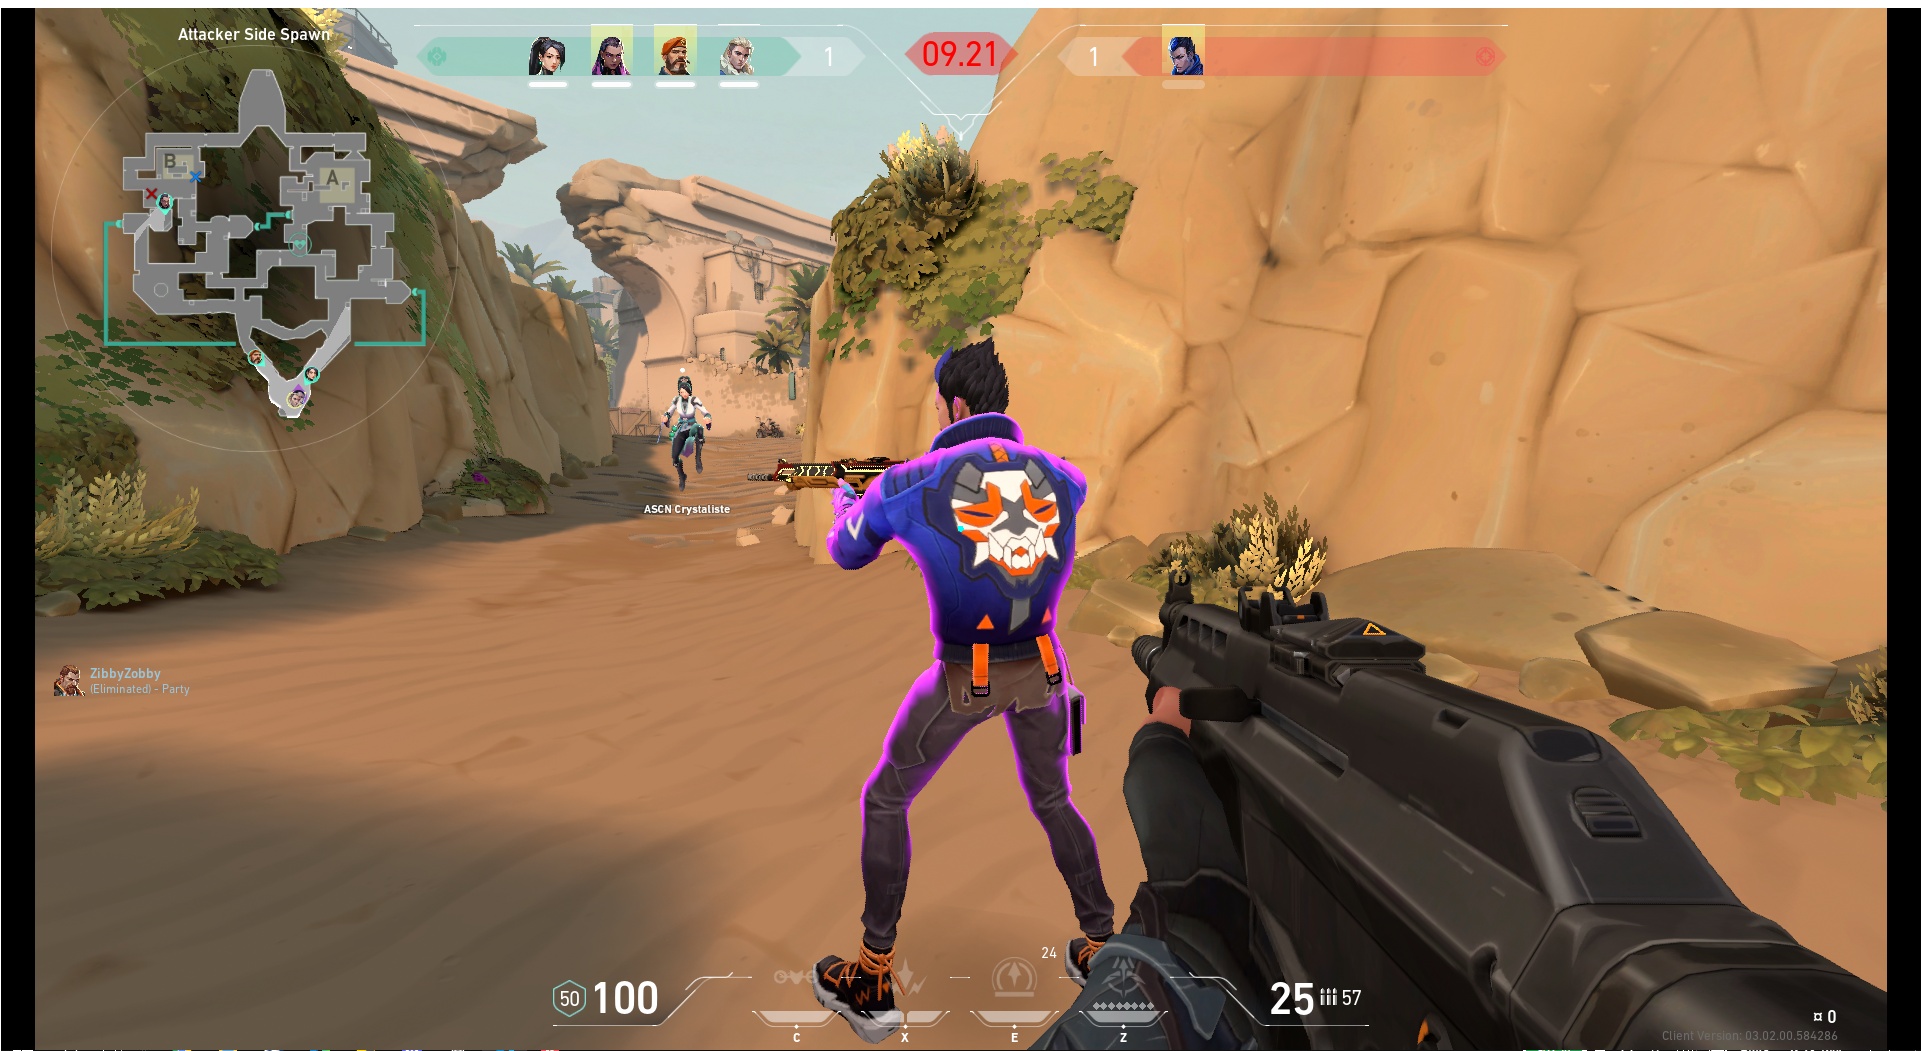 Attacker Side Spawn
1
09.21
1
B
A
ASCN Crystaliste
ZibbyZobby
(Eliminated) - Party
24
50 100
25 57
C X E Z
¤ 0
Client Version: 03.02.00.584286